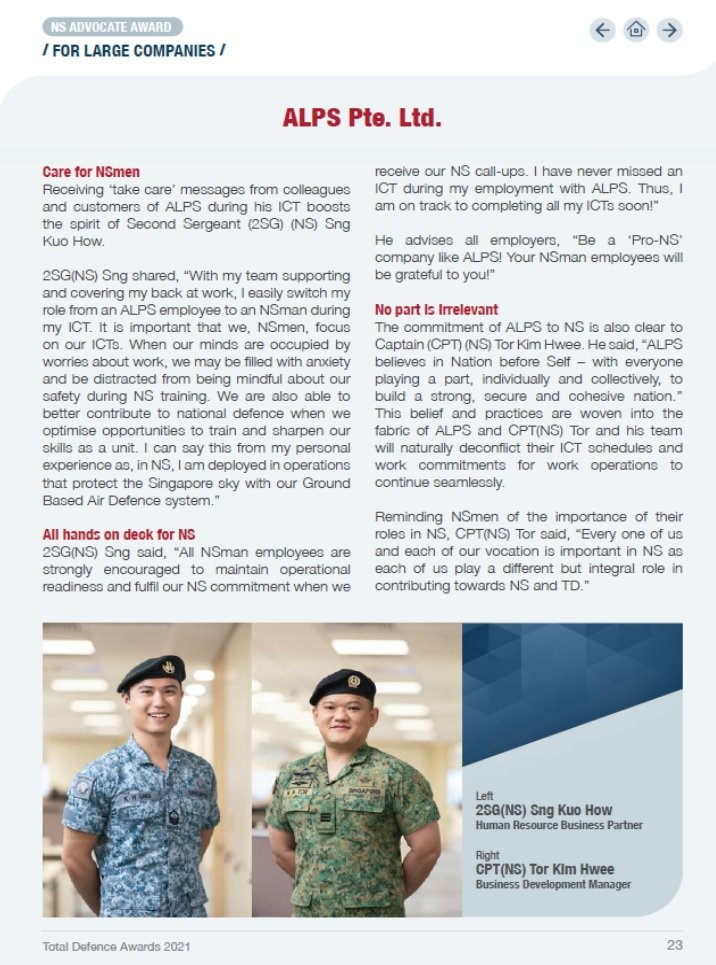 NS ADVOCATE AWARD
/ FOR LARGE COMPANIES /
ALPS Pte. Ltd.
Care for NSmen
Receiving ‘take care’ messages from colleagues
and customers of ALPS during his ICT boosts
the spirit of Second Sergeant (2SG) (NS) Sng
Kuo How.
2SG(NS) Sng shared, “With my team supporting
and covering my back at work, I easily switch my
role from an ALPS employee to an NSman during
my ICT. It is important that we, NSmen, focus
on our ICTs. When our minds are occupied by
worries about work, we may be filled with anxiety
and be distracted from being mindful about our
safety during NS training. We are also able to
better contribute to national defence when we
optimise opportunities to train and sharpen our
skills as a unit. I can say this from my personal
experience as, in NS, I am deployed in operations
that protect the Singapore sky with our Ground
Based Air Defence system.”
All hands on deck for NS
2SG(NS) Sng said, “All NSman employees are
strongly encouraged to maintain operational
readiness and fulfil our NS commitment when we
receive our NS call-ups. I have never missed an
ICT during my employment with ALPS. Thus, I
am on track to completing all my ICTs soon!”
He advises all employers, “Be a ‘Pro-NS’
company like ALPS! Your NSman employees will
be grateful to you!”
No part is Irrelevant
The commitment of ALPS to NS is also clear to
Captain (CPT) (NS) Tor Kim Hwee. He said, “ALPS
believes in Nation before Self – with everyone
playing a part, individually and collectively, to
build a strong, secure and cohesive nation.”
This belief and practices are woven into the
fabric of ALPS and CPT(NS) Tor and his team
will naturally deconflict their ICT schedules and
work commitments for work operations to
continue seamlessly.
Reminding NSmen of the importance of their
roles in NS, CPT(NS) Tor said, “Every one of us
and each of our vocation is important in NS as
each of us play a different but integral role in
contributing towards NS and TD.”
K H SNG
K H TOR
SINGAPORE
Left
2SG(NS) Sng Kuo How
Human Resource Business Partner
Right
CPT(NS) Tor Kim Hwee
Business Development Manager
Total Defence Awards 2021
23